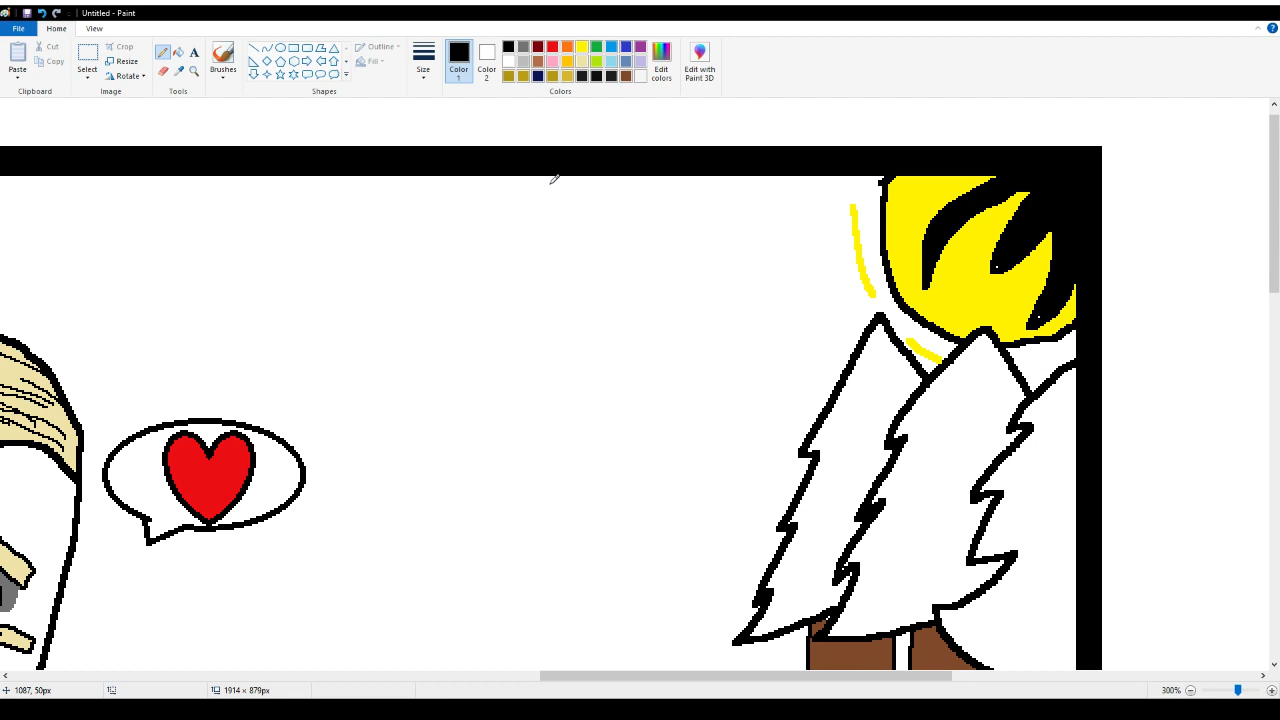 Untitled - Paint
File Home View
Cut Crop Outline
Copy Resize Fill
Paste Select Rotate Brushes Size Color 1 Color 2 Edit colors Edit with Paint 3D
Clipboard Image Tools Shapes Colors
1087, 50px 1914 × 879px 300%